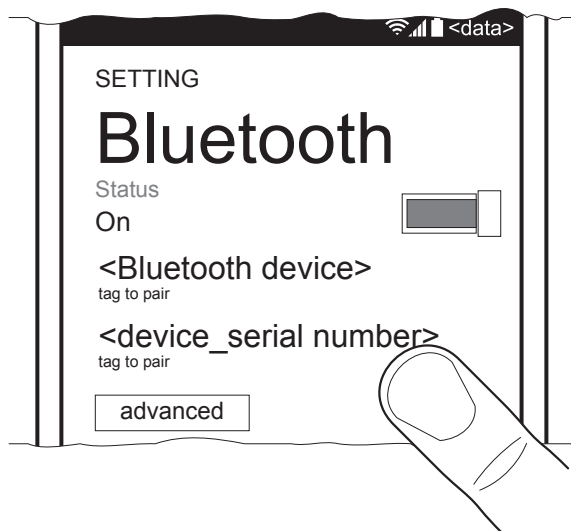 <data>
SETTING
Bluetooth
Status
On
<Bluetooth device>
tag to pair
<device_serial number>
tag to pair
advanced